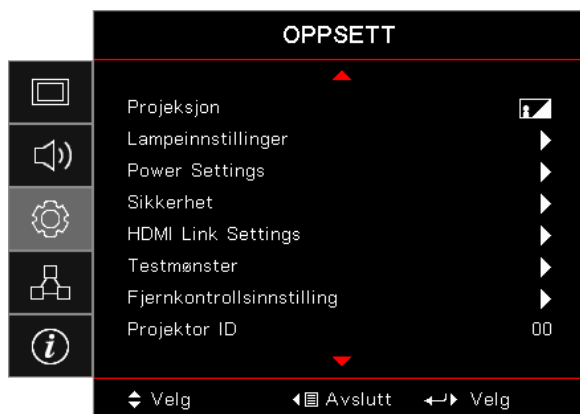 OPPSETT
Projeksjon
Lampeinnstillinger
Power Settings
Sikkerhet
HDMI Link Settings
Testmønster
Fjernkontrollsinnstilling
Projektor ID 00
Velg Avslutt Velg